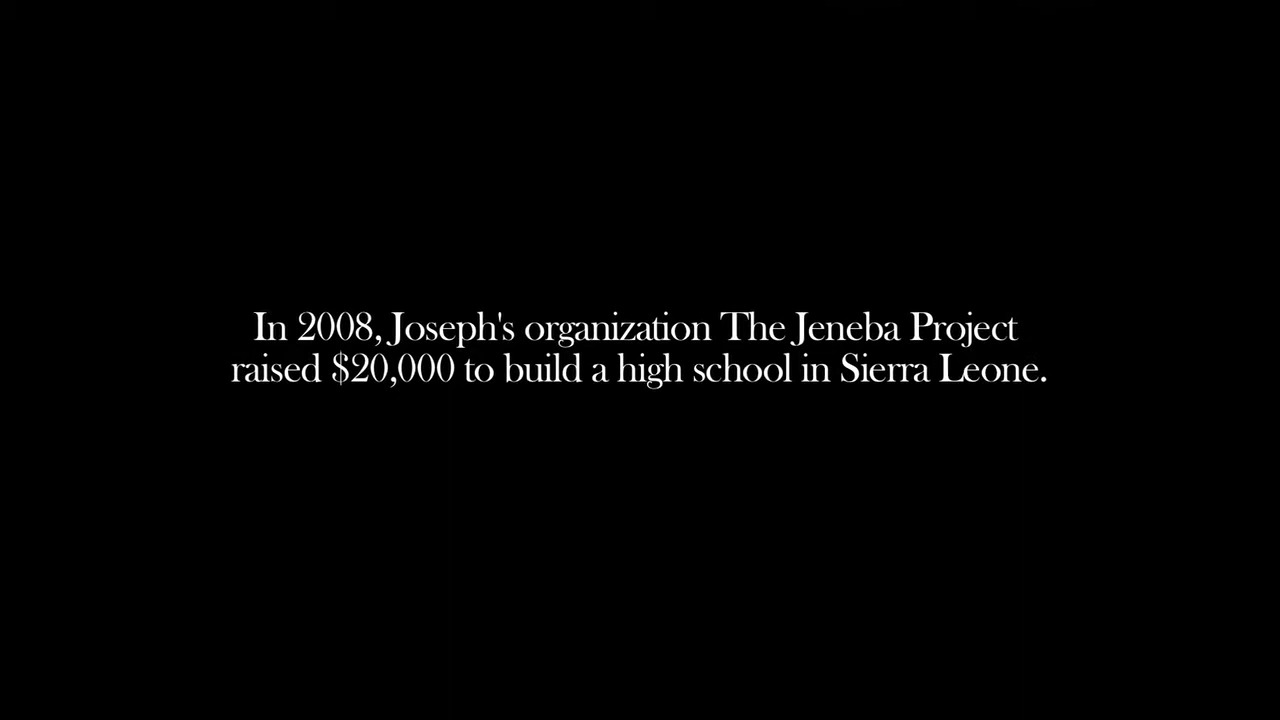 In 2008, Joseph's organization The Jeneba Project
raised $20,000 to build a high school in Sierra Leone.